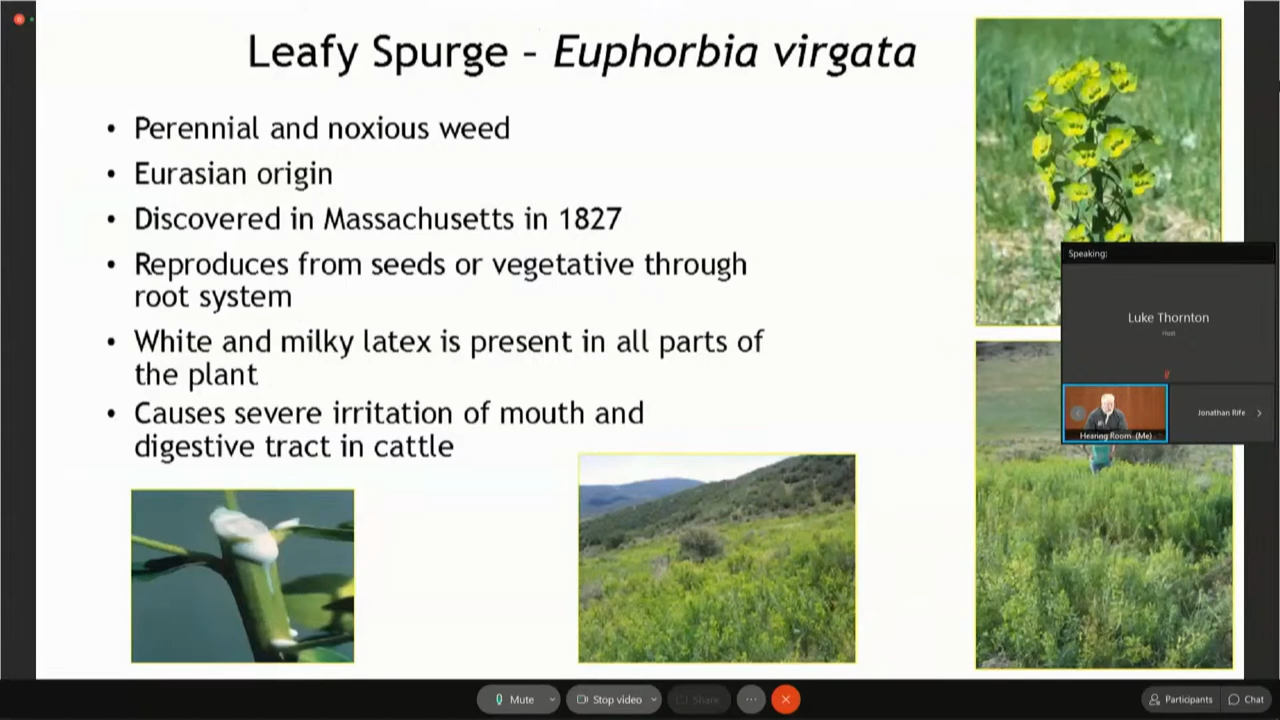 Leafy Spurge – Euphorbia virgata
• Perennial and noxious weed
• Eurasian origin
• Discovered in Massachusetts in 1827
• Reproduces from seeds or vegetative through
root system
• White and milky latex is present in all parts of
the plant
• Causes severe irritation of mouth and
digestive tract in cattle
Speaking:
Luke Thornton
Host
Hearing Room (Me)
Jonathan Rife
Mute
Stop video
Share
Participants
Chat